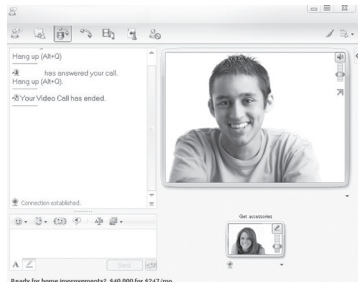 Hang up (Alt+Q)
has answered your call.
Hang up (Alt+Q).
Your Video Call has ended.
Connection established.
Get accessories
A
Send
Ready for home improvements? $40,000 for $247/mo